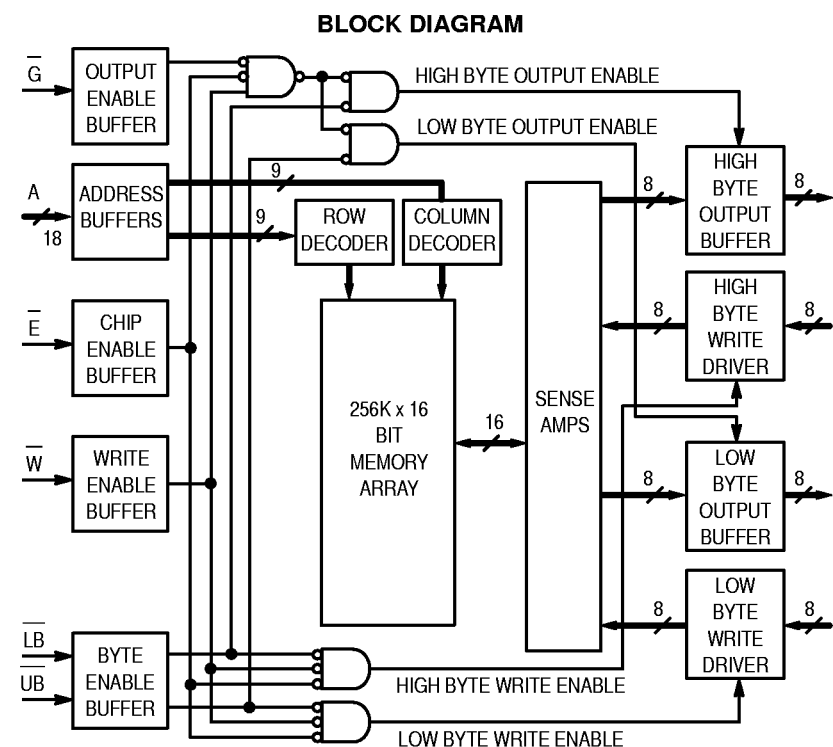 BLOCK DIAGRAM
G̅
OUTPUT
ENABLE
BUFFER
HIGH BYTE OUTPUT ENABLE
LOW BYTE OUTPUT ENABLE
A
18
ADDRESS
BUFFERS
9
9
ROW
DECODER
COLUMN
DECODER
8
HIGH
BYTE
OUTPUT
BUFFER
8
E̅
CHIP
ENABLE
BUFFER
8
HIGH
BYTE
WRITE
DRIVER
8
256K x 16
BIT
MEMORY
ARRAY
16
SENSE
AMPS
W̅
WRITE
ENABLE
BUFFER
8
LOW
BYTE
OUTPUT
BUFFER
8
8
LOW
BYTE
WRITE
DRIVER
8
L̅B̅
U̅B̅
BYTE
ENABLE
BUFFER
HIGH BYTE WRITE ENABLE
LOW BYTE WRITE ENABLE